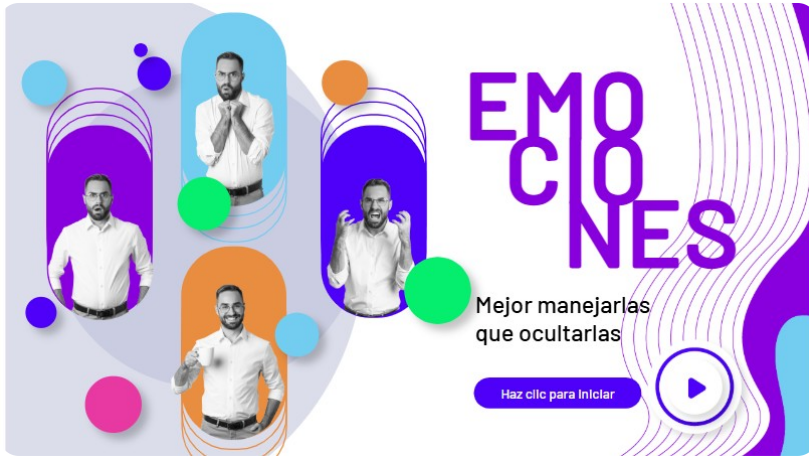 EMO
CIO
NES
Mejor manejarlas
que ocultarlas
Haz clic para iniciar